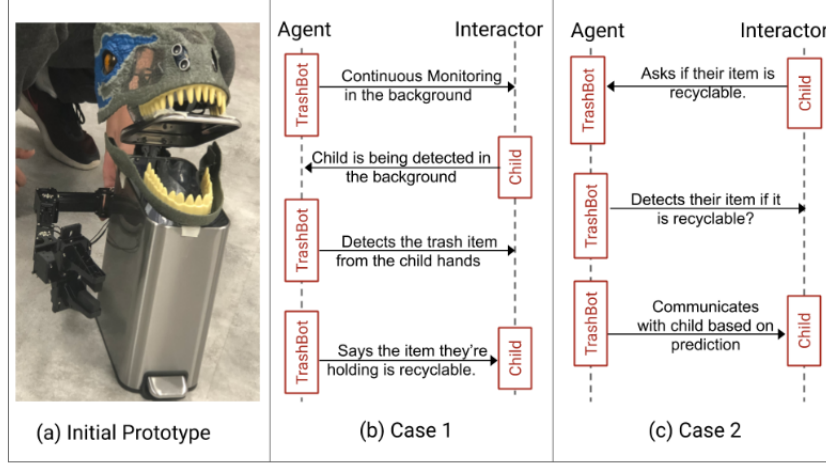 Agent
Interactor
TrashBot
Continuous Monitoring
in the background
Child is being detected in
the background
Child
TrashBot
Detects the trash item
from the child hands
TrashBot
Says the item they're
holding is recyclable.
Child
Agent
Interactor
TrashBot
Asks if their item is
recyclable.
Child
TrashBot
Detects their item if it
is recyclable?
TrashBot
Communicates
with child based on
prediction
Child
(a) Initial Prototype
(b) Case 1
(c) Case 2